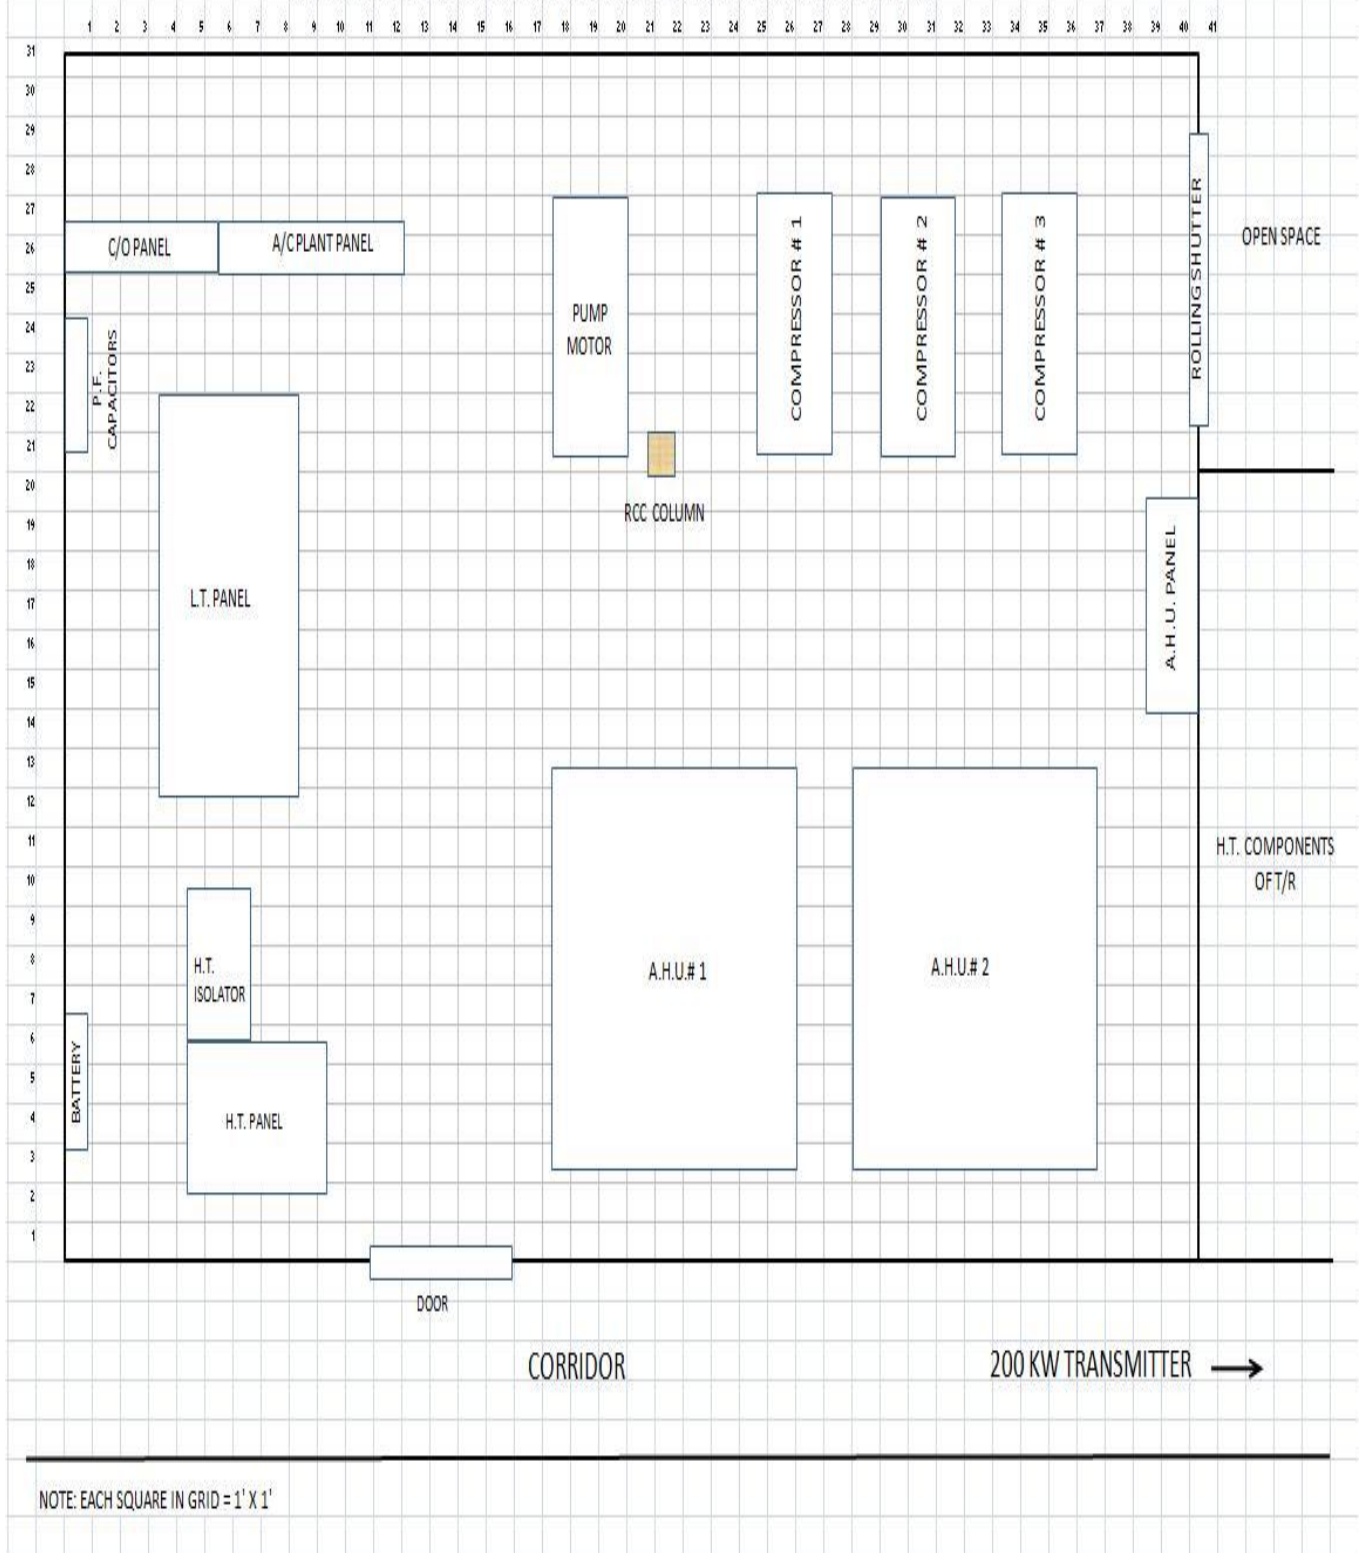 1 2 3 4 5 6 7 8 9 10 11 12 13 14 15 16 17 18 19 20 21 22 23 24 25 26 27 28 29 30 31 32 33 34 35 36 37 38 39 40 41
31
30
29
28
27
26
25
24
23
22
21
20
19
18
17
16
15
14
13
12
11
10
9
8
7
6
5
4
3
2
1
C/O PANEL
A/C PLANT PANEL
P.F.
CAPACITORS
L.T. PANEL
PUMP
MOTOR
RCC COLUMN
COMPRESSOR # 1
COMPRESSOR # 2
COMPRESSOR # 3
ROLLING SHUTTER
OPEN SPACE
A.H.U. PANEL
H.T. COMPONENTS
OF T/R
H.T.
ISOLATOR
BATTERY
H.T. PANEL
A.H.U.# 1
A.H.U.# 2
DOOR
CORRIDOR
200 KW TRANSMITTER →
NOTE: EACH SQUARE IN GRID = 1' X 1'